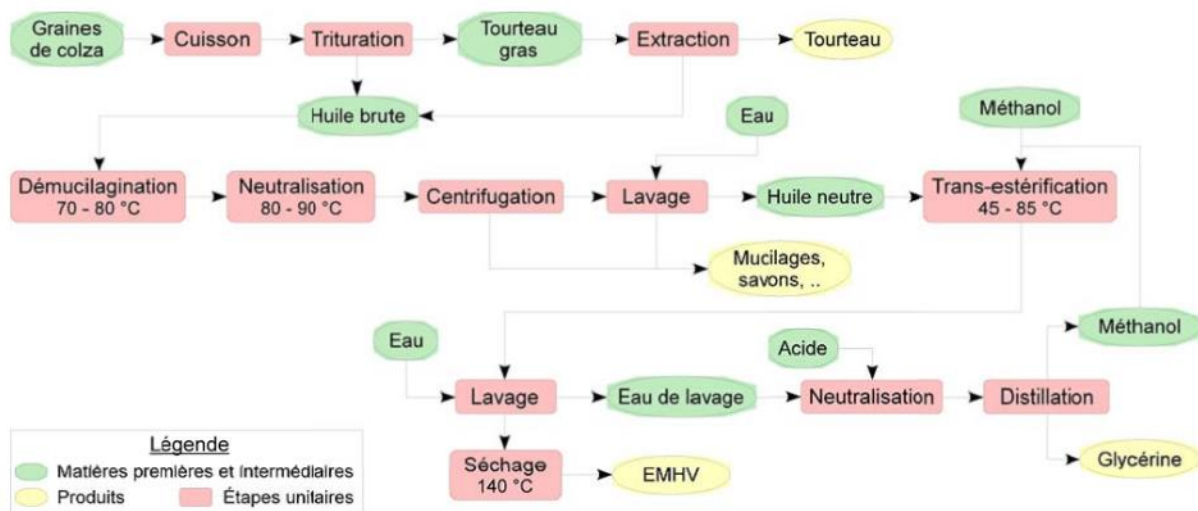 Graines
de colza
Cuisson
Trituration
Tourteau
gras
Extraction
Tourteau
Huile brute
Eau
Méthanol
Démucilagination
70 - 80 °C
Neutralisation
80 - 90 °C
Centrifugation
Lavage
Huile neutre
Trans-estérification
45 - 85 °C
Mucilages,
savons, ..
Eau
Acide
Méthanol
Lavage
Eau de lavage
Neutralisation
Distillation
Légende
Matières premières et Intermédiaires
Produits
Étapes unitaires
Séchage
140 °C
EMHV
Glycérine